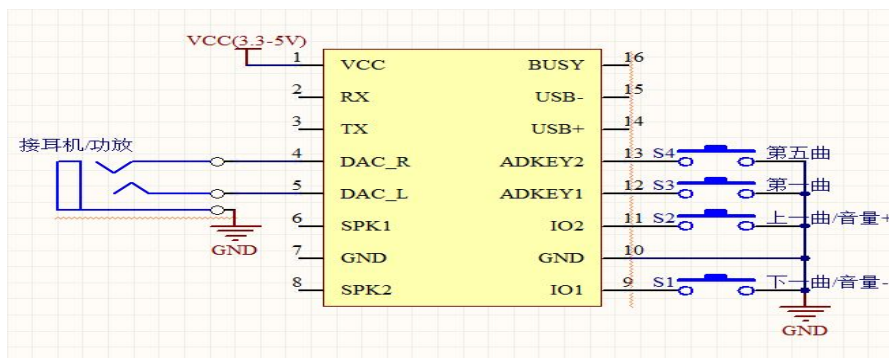 VCC(3.3-5V)
1 VCC BUSY 16
2 RX USB- 15
3 TX USB+ 14
接耳机/功放
4 DAC_R ADKEY2 13 S4 第五曲
5 DAC_L ADKEY1 12 S3 第一曲
6 SPK1 IO2 11 S2 上一曲/音量+
GND
7 GND GND 10
8 SPK2 IO1 9 S1 下一曲/音量-
GND